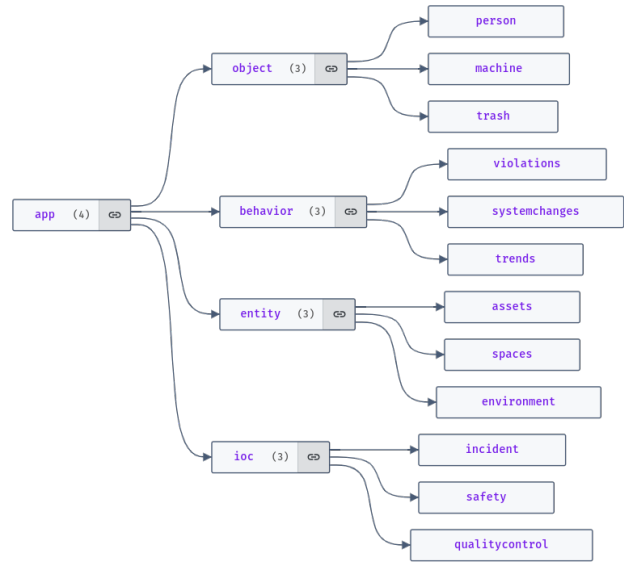 person
object (3)
machine
trash
violations
app (4)
behavior (3)
systemchanges
trends
entity (3)
assets
spaces
environment
ioc (3)
incident
safety
qualitycontrol